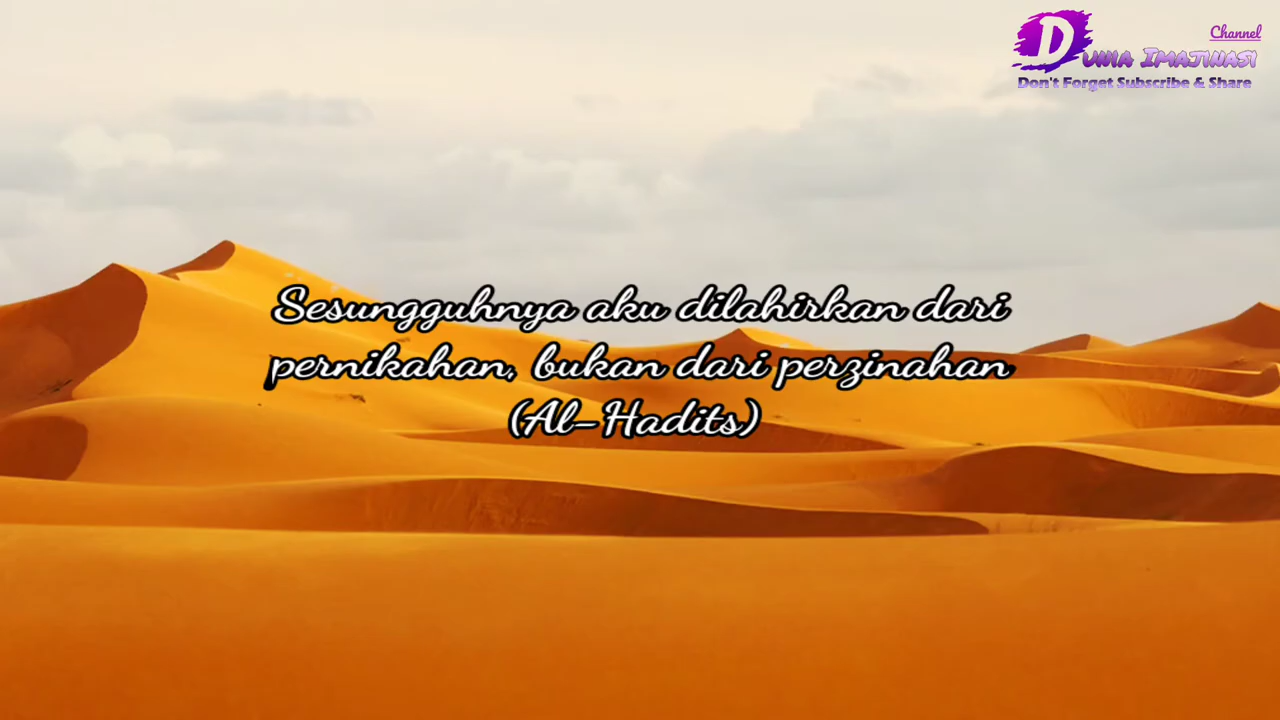 Channel
Dunia Imajinasi
Don't Forget Subscribe & Share
Sesungguhnya aku dilahirkan dari
pernikahan, bukan dari perzinahan
(Al-Hadits)